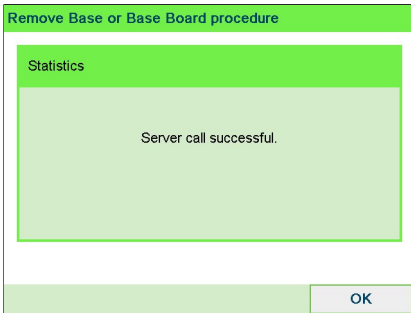 Remove Base or Base Board procedure
Statistics
Server call successful.
OK